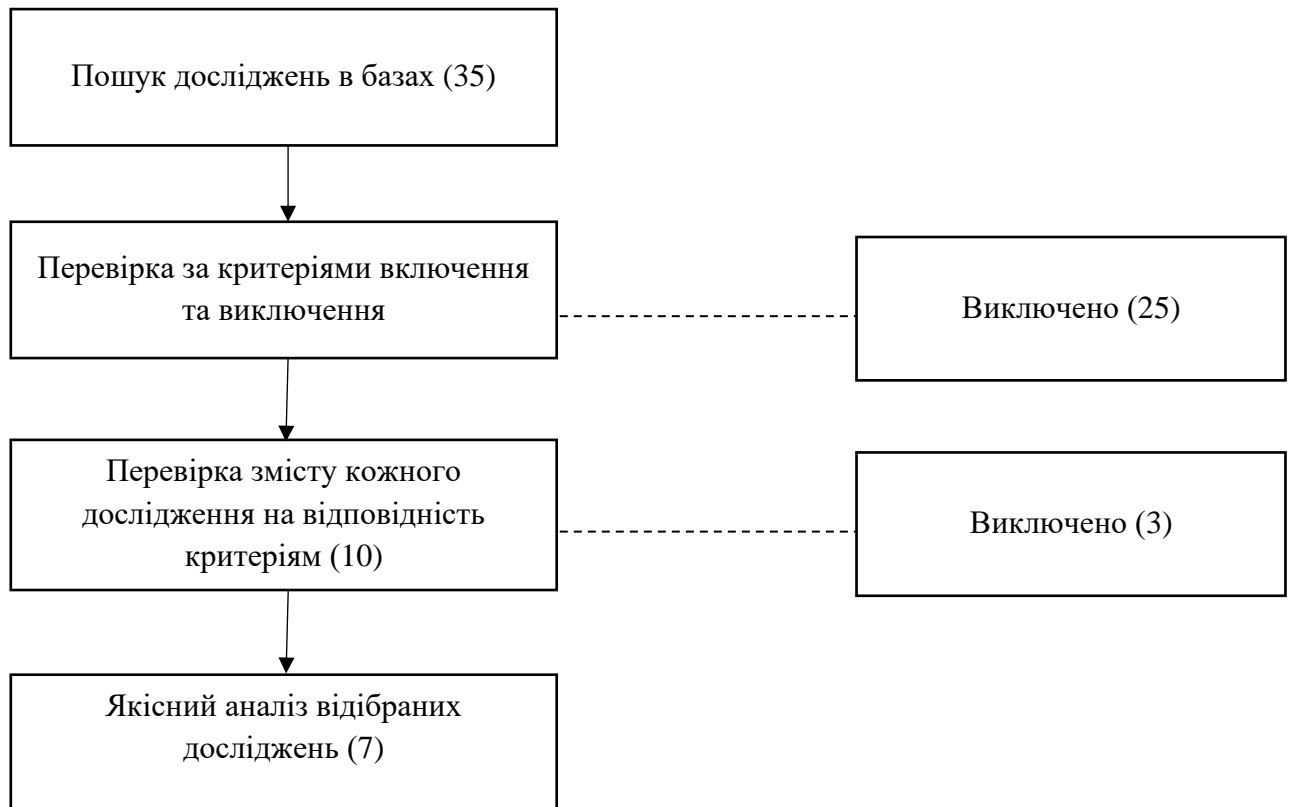 Пошук досліджень в базах (35)
Перевірка за критеріями включення
та виключення
Виключено (25)
Перевірка змісту кожного
дослідження на відповідність
критеріям (10)
Виключено (3)
Якісний аналіз відібраних
досліджень (7)